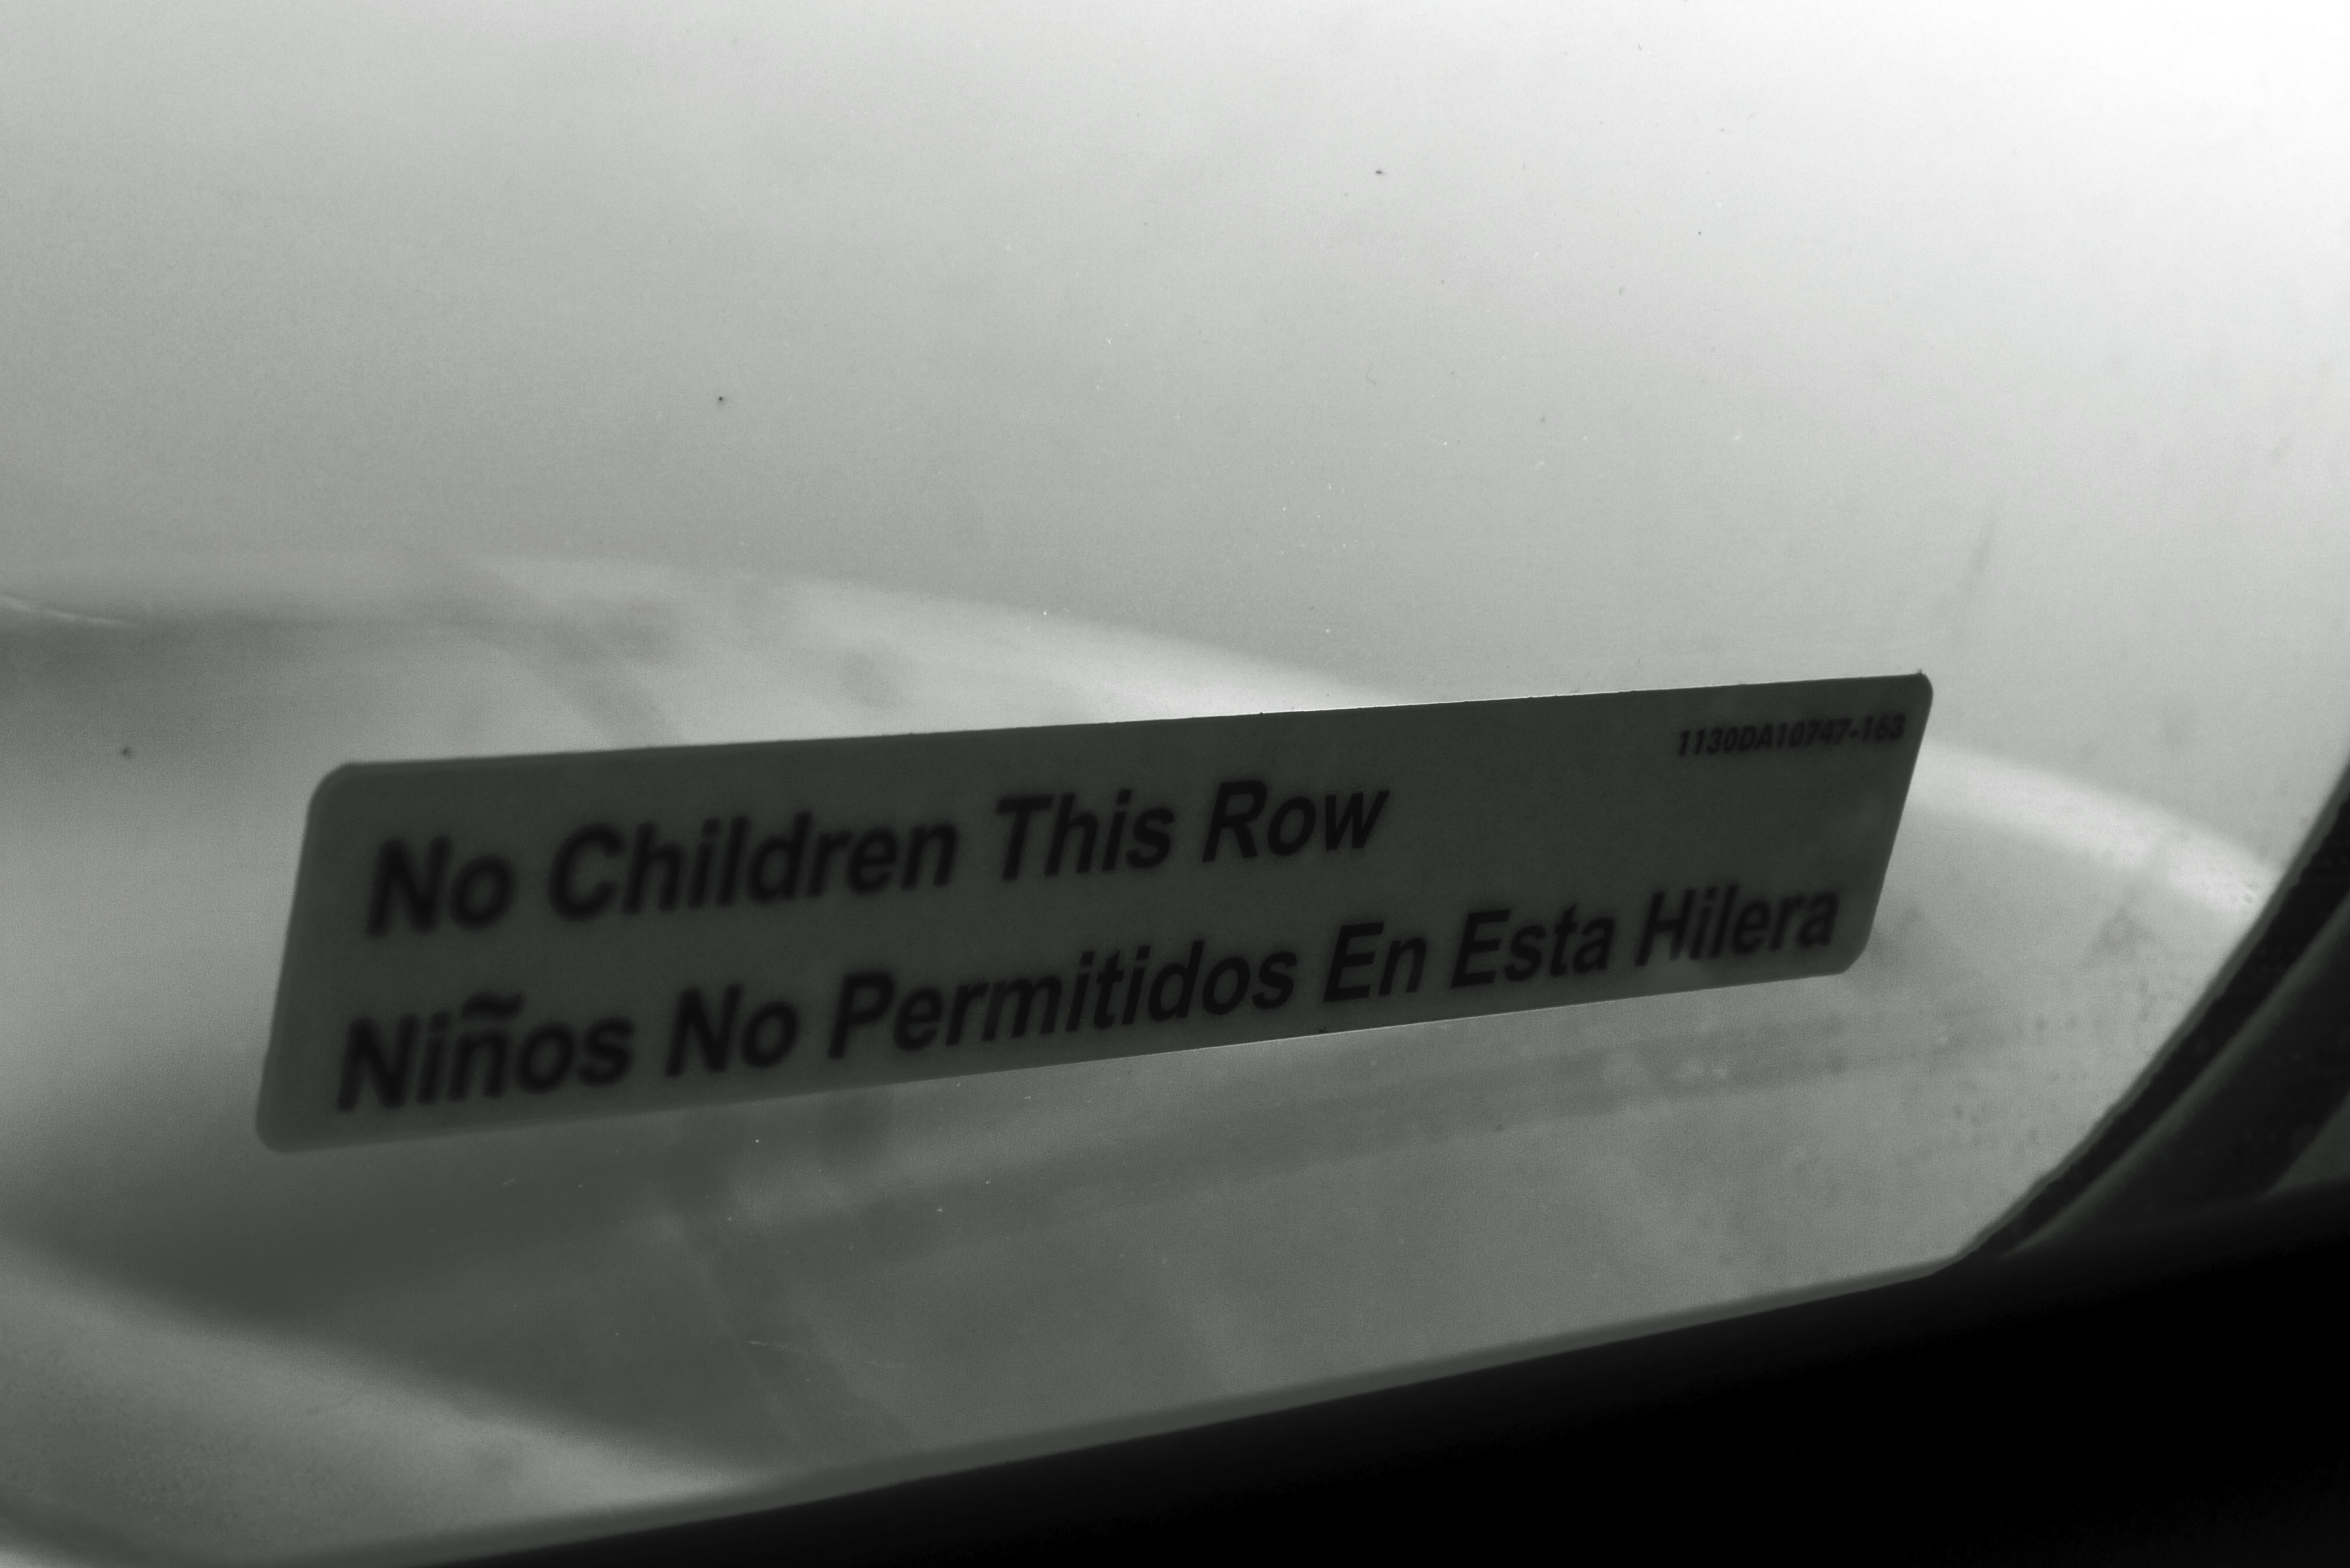 1130DA10747-163
No Children This Row
Niños No Permitidos En Esta Hilera